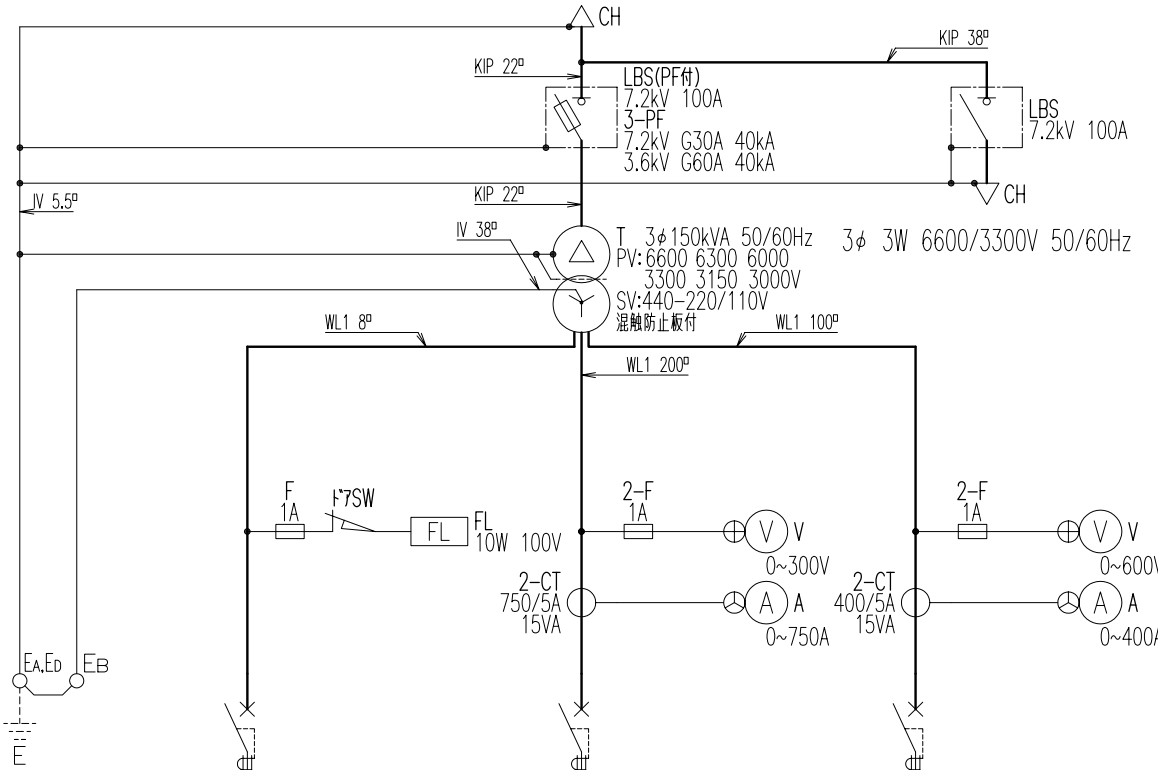 CH
KIP 22□
KIP 38□
LBS(PF付)
7.2kV 100A
3-PF
7.2kV G30A 40kA
3.6kV G60A 40kA
LBS
7.2kV 100A
CH
IV 5.5□
KIP 22□
IV 38□
T 3φ150kVA 50/60Hz
PV:6600 6300 6000
3300 3150 3000V
SV:440-220/110V
混触防止板付
3φ 3W 6600/3300V 50/60Hz
WL1 8□
WL1 100□
WL1 200□
F
1A
ドアSW
FL
FL
10W 100V
2-F
1A
V V
0~300V
2-CT
750/5A
15VA
A A
0~750A
2-F
1A
V V
0~600V
2-CT
400/5A
15VA
A A
0~400A
EA,ED
EB
E